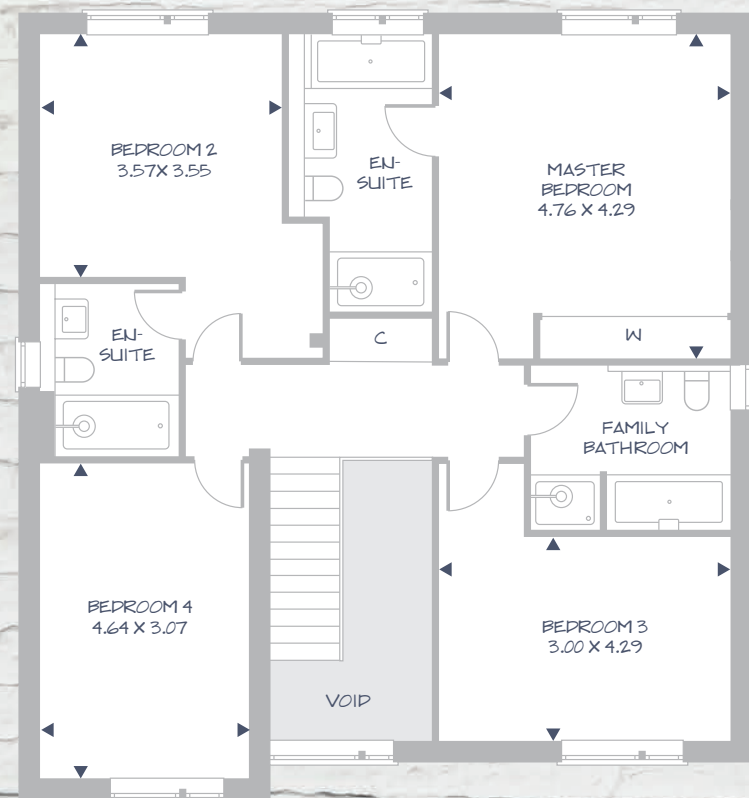 BEDROOM 2
3.57X 3.55
EN-
SUITE
MASTER
BEDROOM
4.76 X 4.29
EN-
SUITE
C
W
FAMILY
BATHROOM
BEDROOM 4
4.64 X 3.07
BEDROOM 3
3.00 X 4.29
VOID